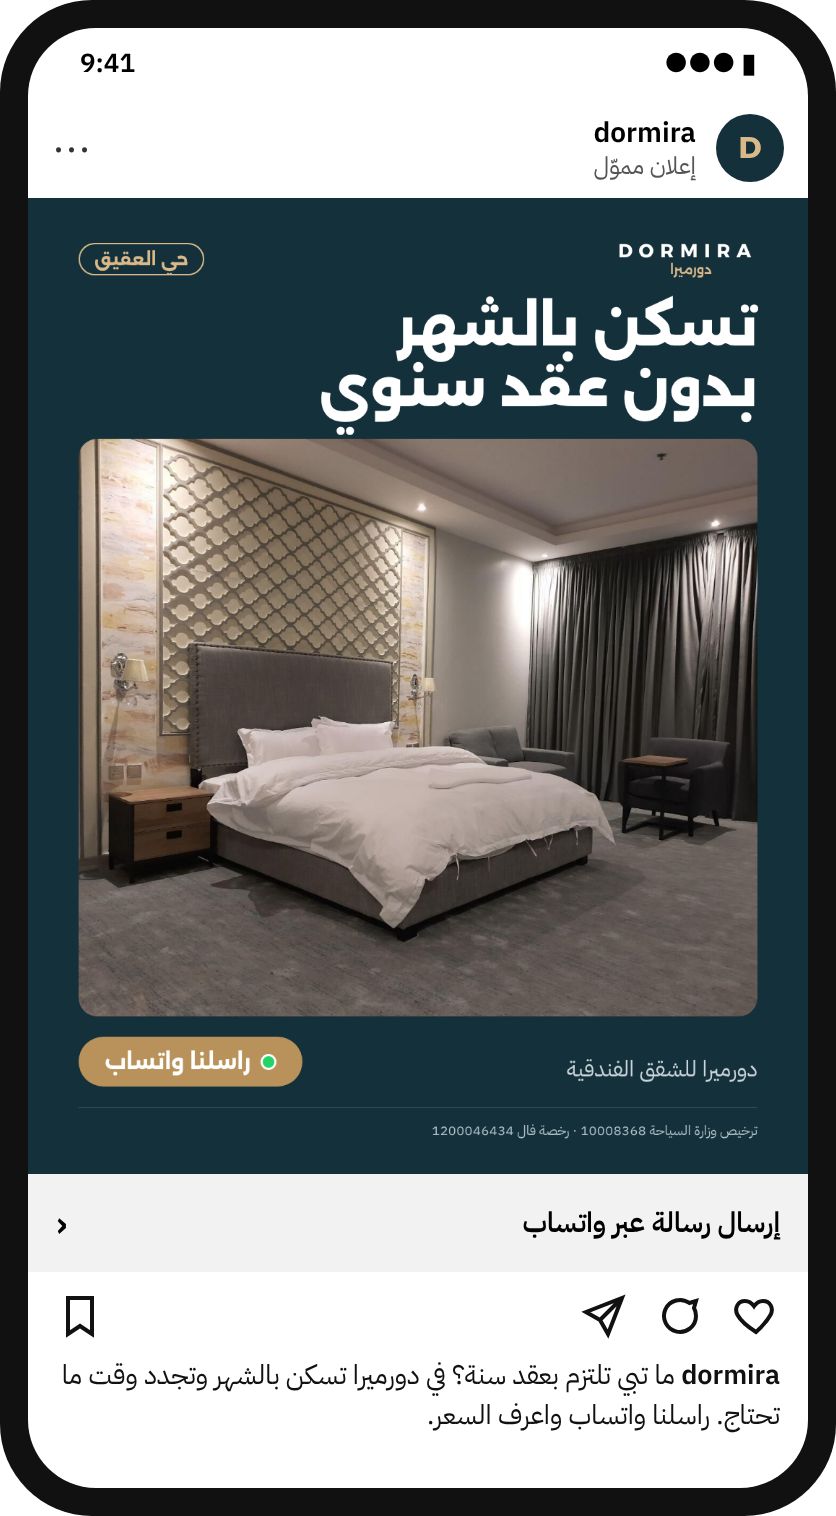 9:41
dormira
إعلان مموّل
D
DORMIRA
دورميرا
حي العقيق
تسكن بالشهر
بدون عقد سنوي
دورميرا للشقق الفندقية
راسلنا واتساب
ترخيص وزارة السياحة 10008368 · رخصة فال 1200046434
إرسال رسالة عبر واتساب
dormira ما تبي تلتزم بعقد سنة؟ في دورميرا تسكن بالشهر وتجدد وقت ما
تحتاج. راسلنا واتساب واعرف السعر.